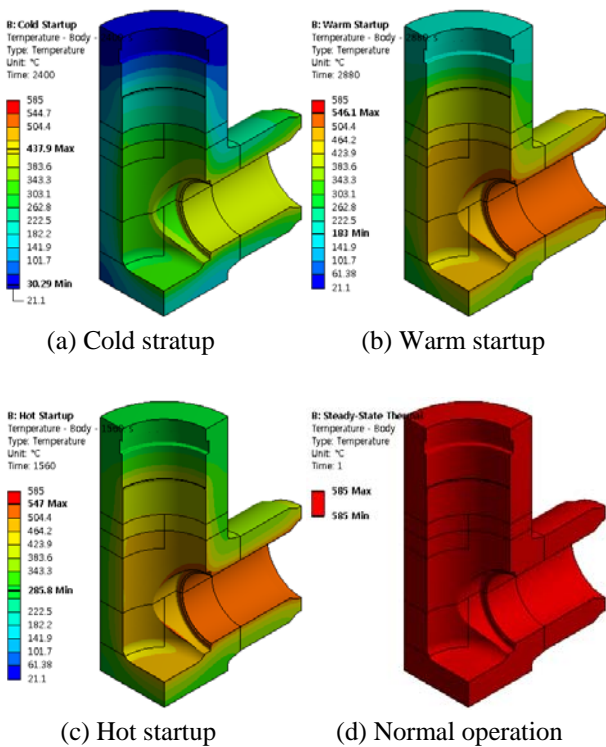 B: Cold Startup
Temperature - Body
Type: Temperature
Unit: °C
Time: 2400
585
544.7
504.4
437.9 Max
383.6
343.3
303.1
262.8
222.5
182.2
141.9
101.7
30.29 Min
21.1
(a) Cold stratup
B: Warm Startup
Temperature - Body - 2880 s
Type: Temperature
Unit: °C
Time: 2880
585
546.1 Max
504.4
464.2
423.9
383.6
343.3
303.1
262.8
222.5
183 Min
141.9
101.7
61.38
21.1
(b) Warm startup
B: Hot Startup
Temperature - Body - 1560 s
Type: Temperature
Unit: °C
Time: 1560
585
547 Max
504.4
464.2
423.9
383.6
343.3
285.8 Min
222.5
182.2
141.9
101.7
61.38
21.1
(c) Hot startup
B: Steady-State Thermal
Temperature - Body
Type: Temperature
Unit: °C
Time: 1
585 Max
585 Min
(d) Normal operation